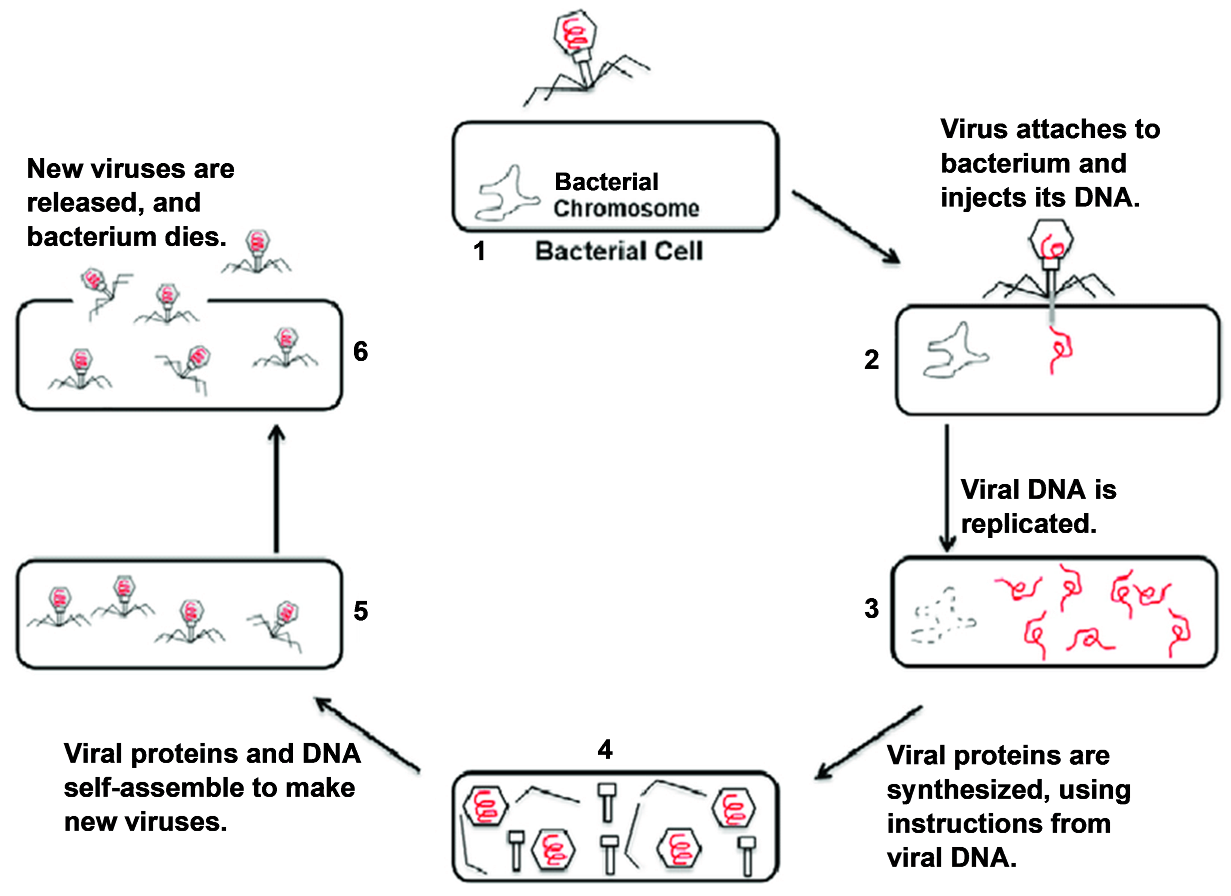 Bacterial
Chromosome
1
Bacterial Cell
Virus attaches to
bacterium and
injects its DNA.
2
Viral DNA is
replicated.
3
Viral proteins are
synthesized, using
instructions from
viral DNA.
4
Viral proteins and DNA
self-assemble to make
new viruses.
5
6
New viruses are
released, and
bacterium dies.